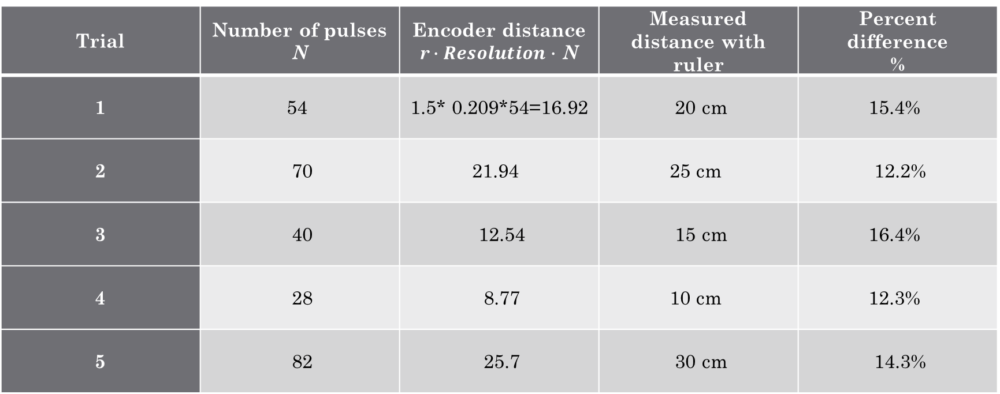 Trial
Number of pulses
N
Encoder distance
r · Resolution · N
Measured
distance with
ruler
Percent
difference
%
1
54
1.5* 0.209*54=16.92
20 cm
15.4%
2
70
21.94
25 cm
12.2%
3
40
12.54
15 cm
16.4%
4
28
8.77
10 cm
12.3%
5
82
25.7
30 cm
14.3%